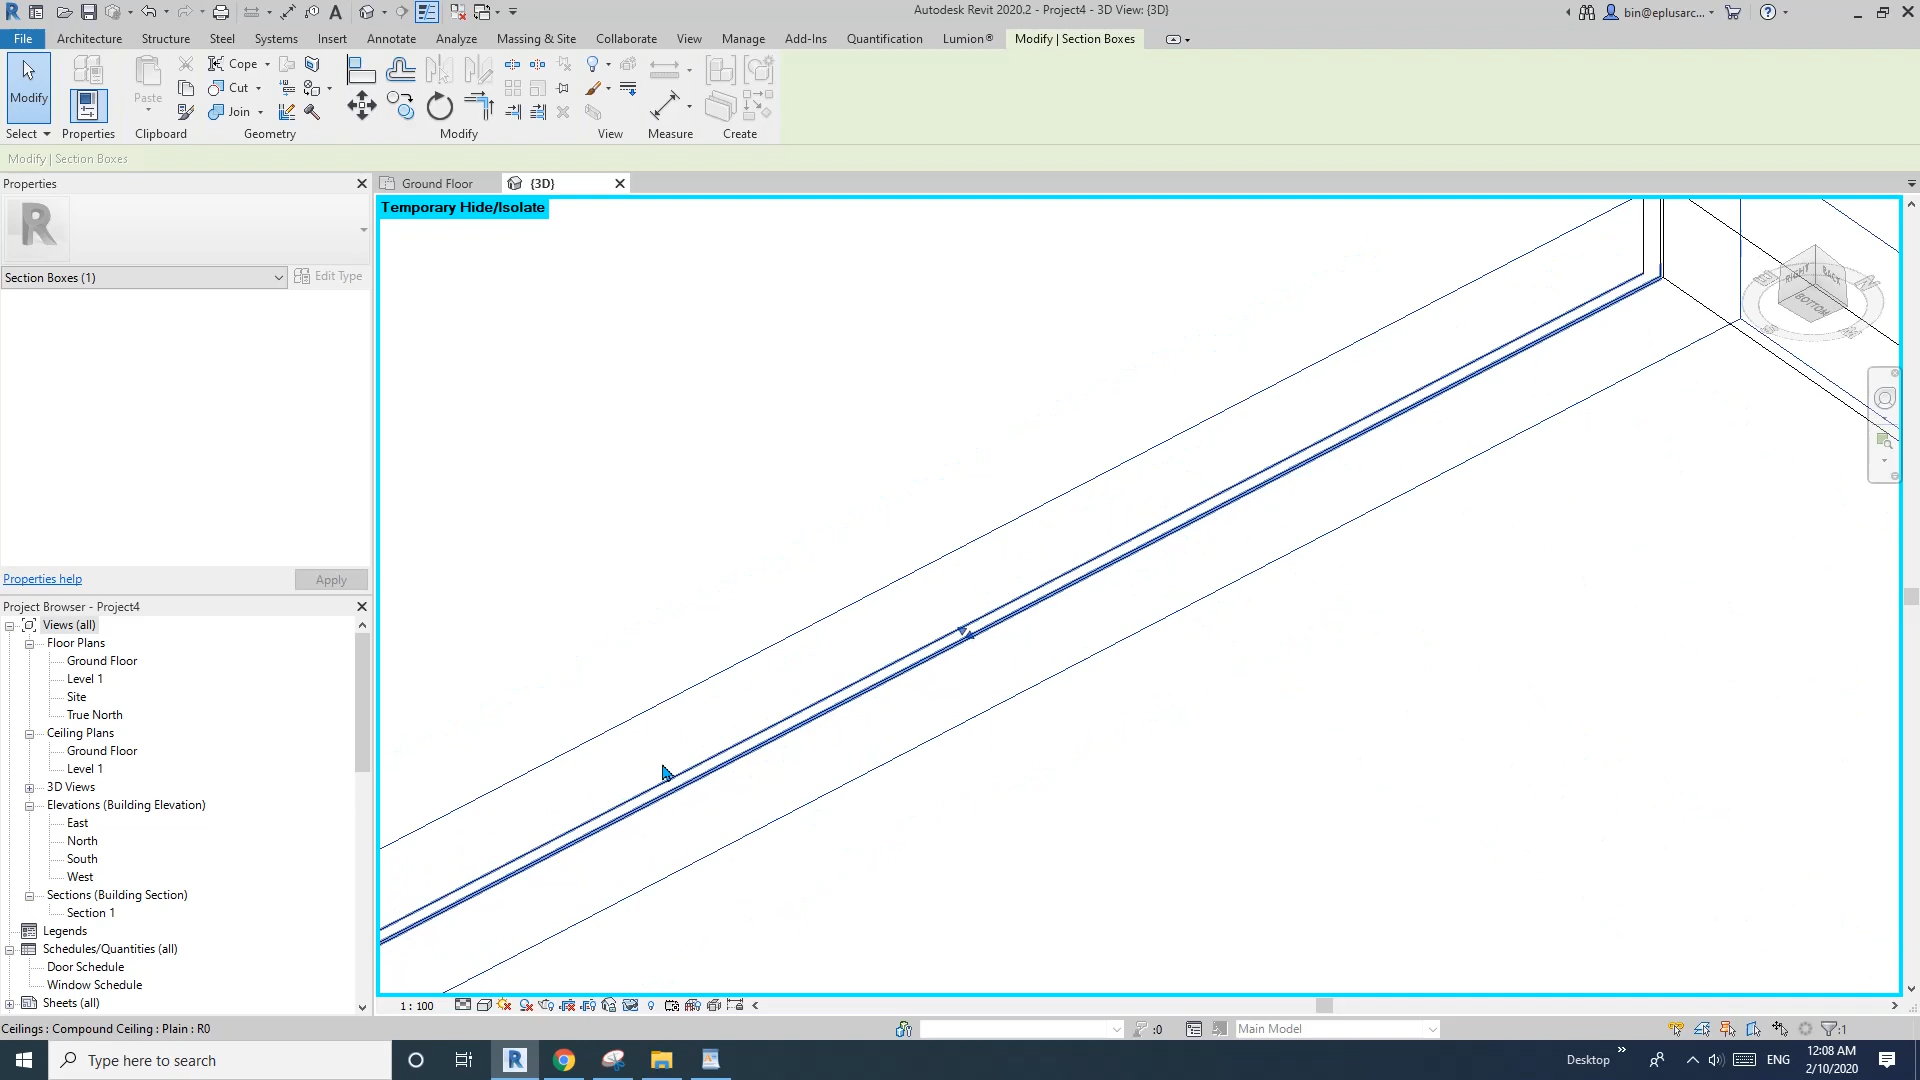 Autodesk Revit 2020.2 - Project4 - 3D View: {3D}
bin@eplusarc...
File Architecture Structure Steel Systems Insert Annotate Analyze Massing & Site Collaborate View Manage Add-Ins Quantification Lumion® Modify | Section Boxes
Modify
Paste
Cope
Cut
Join
Select Properties Clipboard Geometry Modify View Measure Create
Modify | Section Boxes
Properties
Ground Floor
{3D}
Temporary Hide/Isolate
Section Boxes (1)
Edit Type
RIGHT
BACK
BOTTOM
Properties help
Apply
Project Browser - Project4
Views (all)
Floor Plans
Ground Floor
Level 1
Site
True North
Ceiling Plans
Ground Floor
Level 1
3D Views
Elevations (Building Elevation)
East
North
South
West
Sections (Building Section)
Section 1
Legends
Schedules/Quantities (all)
Door Schedule
Window Schedule
Sheets (all)
1 : 100
Ceilings : Compound Ceiling : Plain : R0
:0
Main Model
:1
Type here to search
Desktop
ENG
12:08 AM
2/10/2020